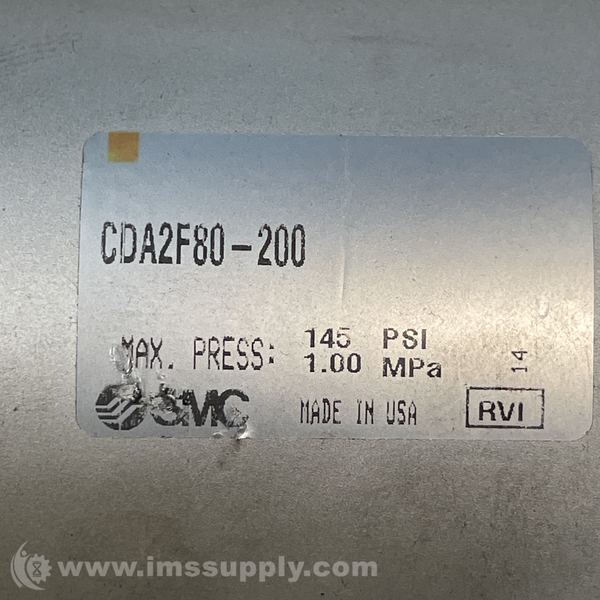 CDA2F80-200
MAX. PRESS: 145 PSI
1.00 MPa
14
SMC MADE IN USA RVI
www.imssupply.com